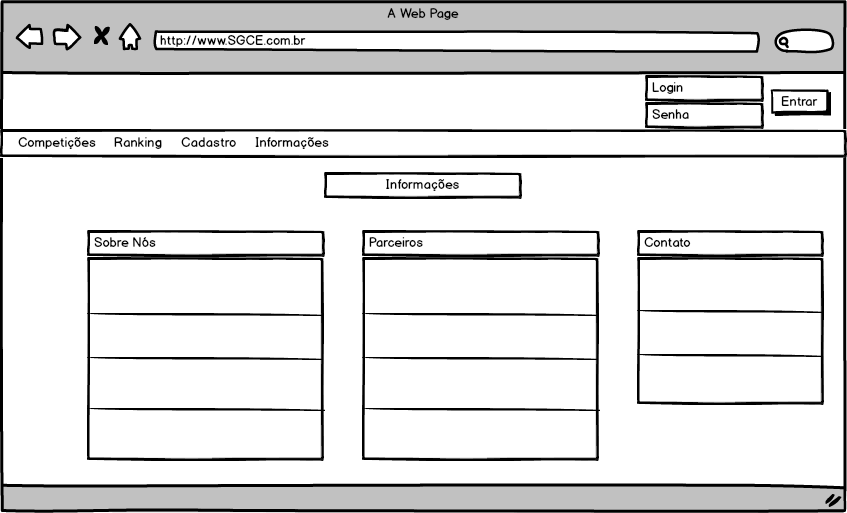 A Web Page
http://www.SGCE.com.br
Login
Senha
Entrar
Competições Ranking Cadastro Informações
Informações
Sobre Nós
Parceiros
Contato